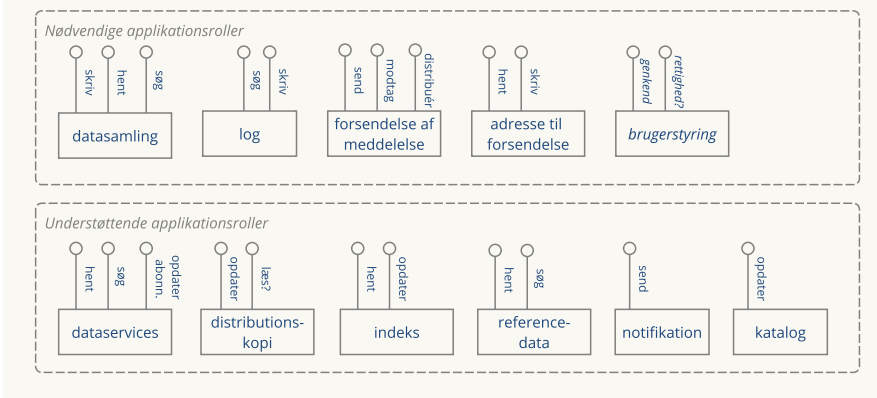 Nødvendige applikationsroller
skriv
hent
søg
datasamling
søg
skriv
log
send
modtag
distribuér
forsendelse af
meddelelse
hent
skriv
adresse til
forsendelse
genkend
rettighed?
brugerstyring
Understøttende applikationsroller
hent
søg
opdater
abonn.
dataservices
opdater
læs?
distributions-
kopi
hent
opdater
indeks
hent
søg
reference-
data
send
notifikation
opdater
katalog